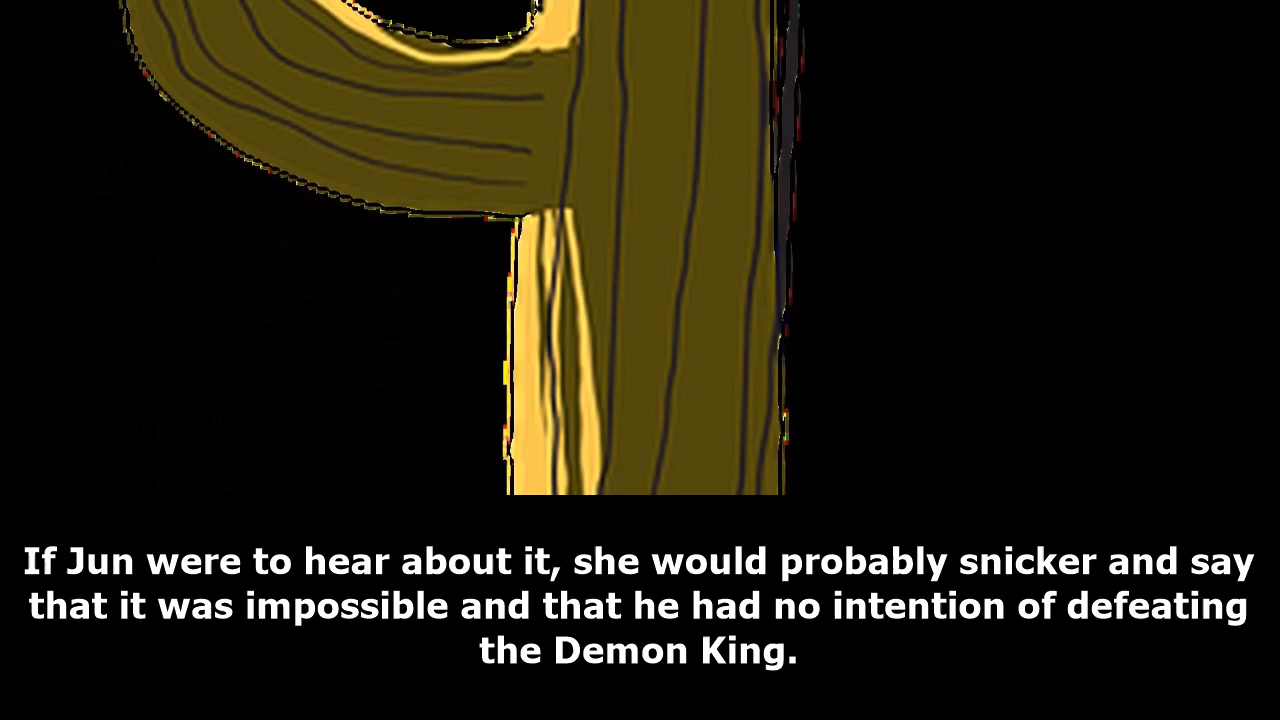 If Jun were to hear about it, she would probably snicker and say
that it was impossible and that he had no intention of defeating
the Demon King.